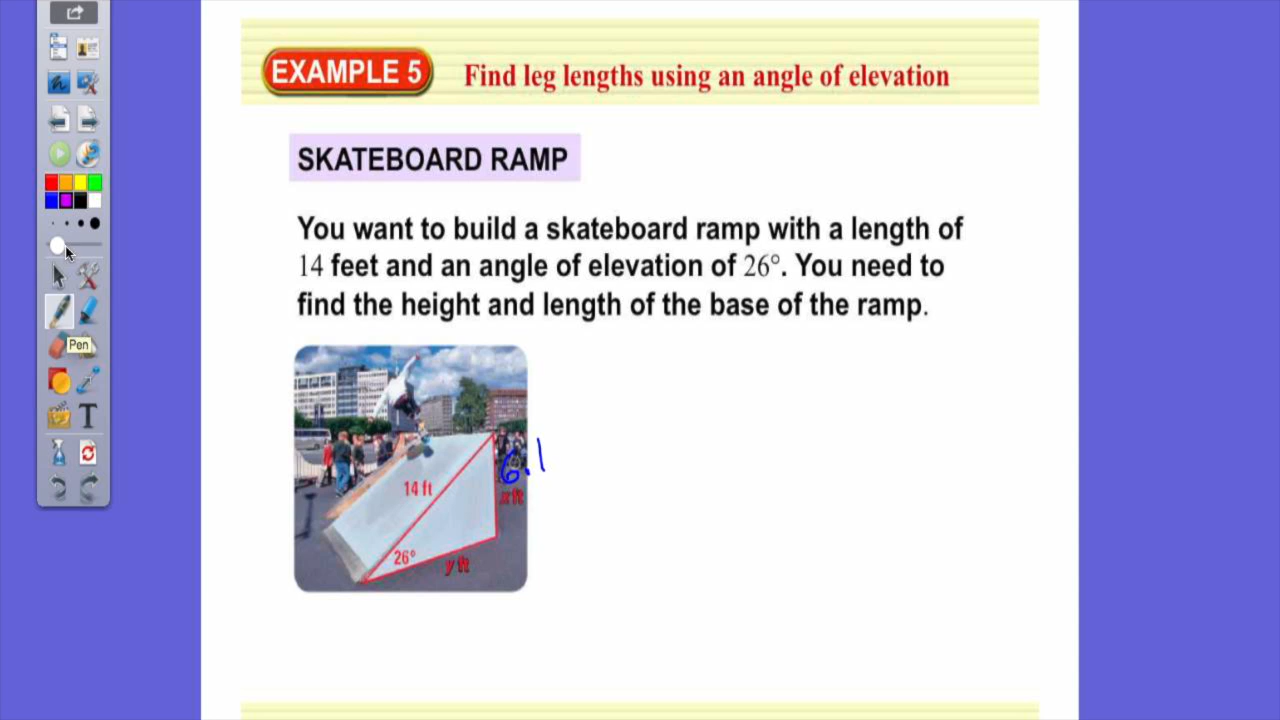 EXAMPLE 5
Find leg lengths using an angle of elevation
SKATEBOARD RAMP
You want to build a skateboard ramp with a length of
14 feet and an angle of elevation of 26°. You need to
find the height and length of the base of the ramp.
6.1
14 ft
x ft
26°
y ft
Pen
T